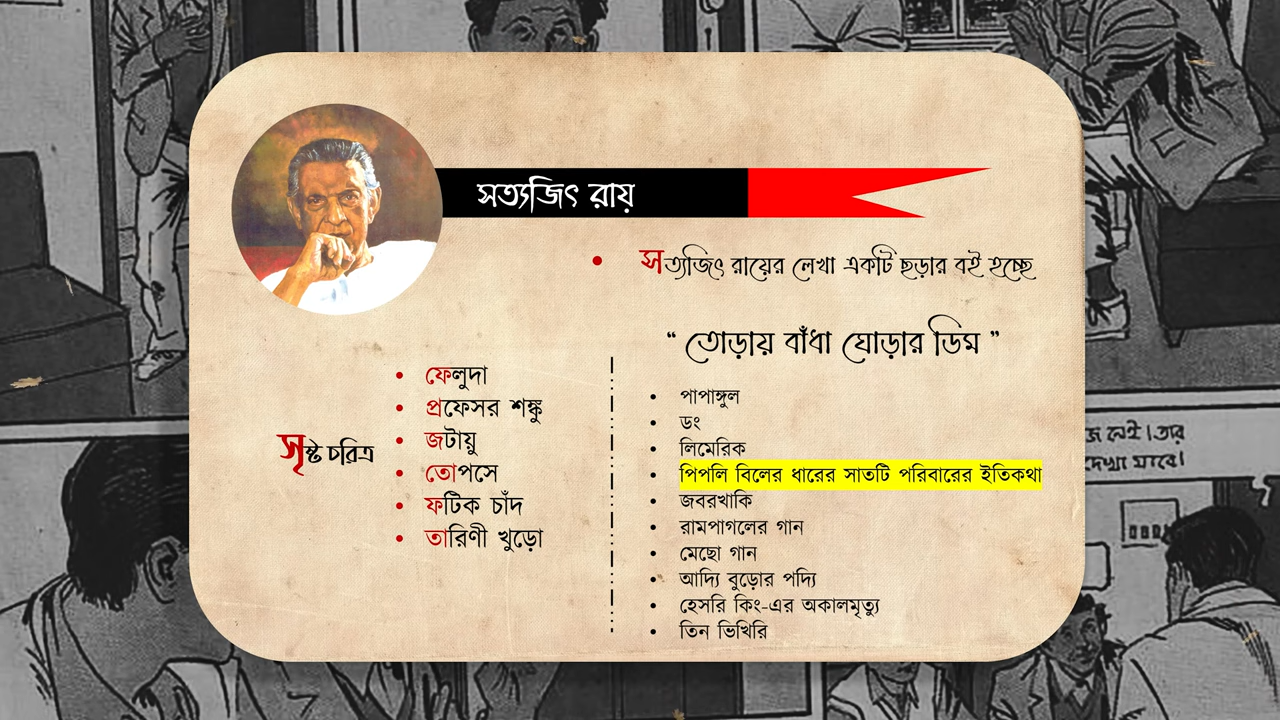 সত্যজিৎ রায়
• সত্যজিৎ রায়ের লেখা একটি ছড়ার বই হচ্ছে
“ তোড়ায় বাঁধা ঘোড়ার ডিম ”
সৃষ্ট চরিত্র
• ফেলুদা
• প্রফেসর শঙ্কু
• জটায়ু
• তোপসে
• ফটিক চাঁদ
• তারিণী খুড়ো
• পাপাঙ্গুল
• ডং
• লিমেরিক
• পিপলি বিলের ধারের সাতটি পরিবারের ইতিকথা
• জবরখাকি
• রামপাগলের গান
• মেছো গান
• আদ্যি বুড়োর পদ্যি
• হেসরি কিং-এর অকালমৃত্যু
• তিন ভিখিরি
নেই।তার
দেখা যাবে।